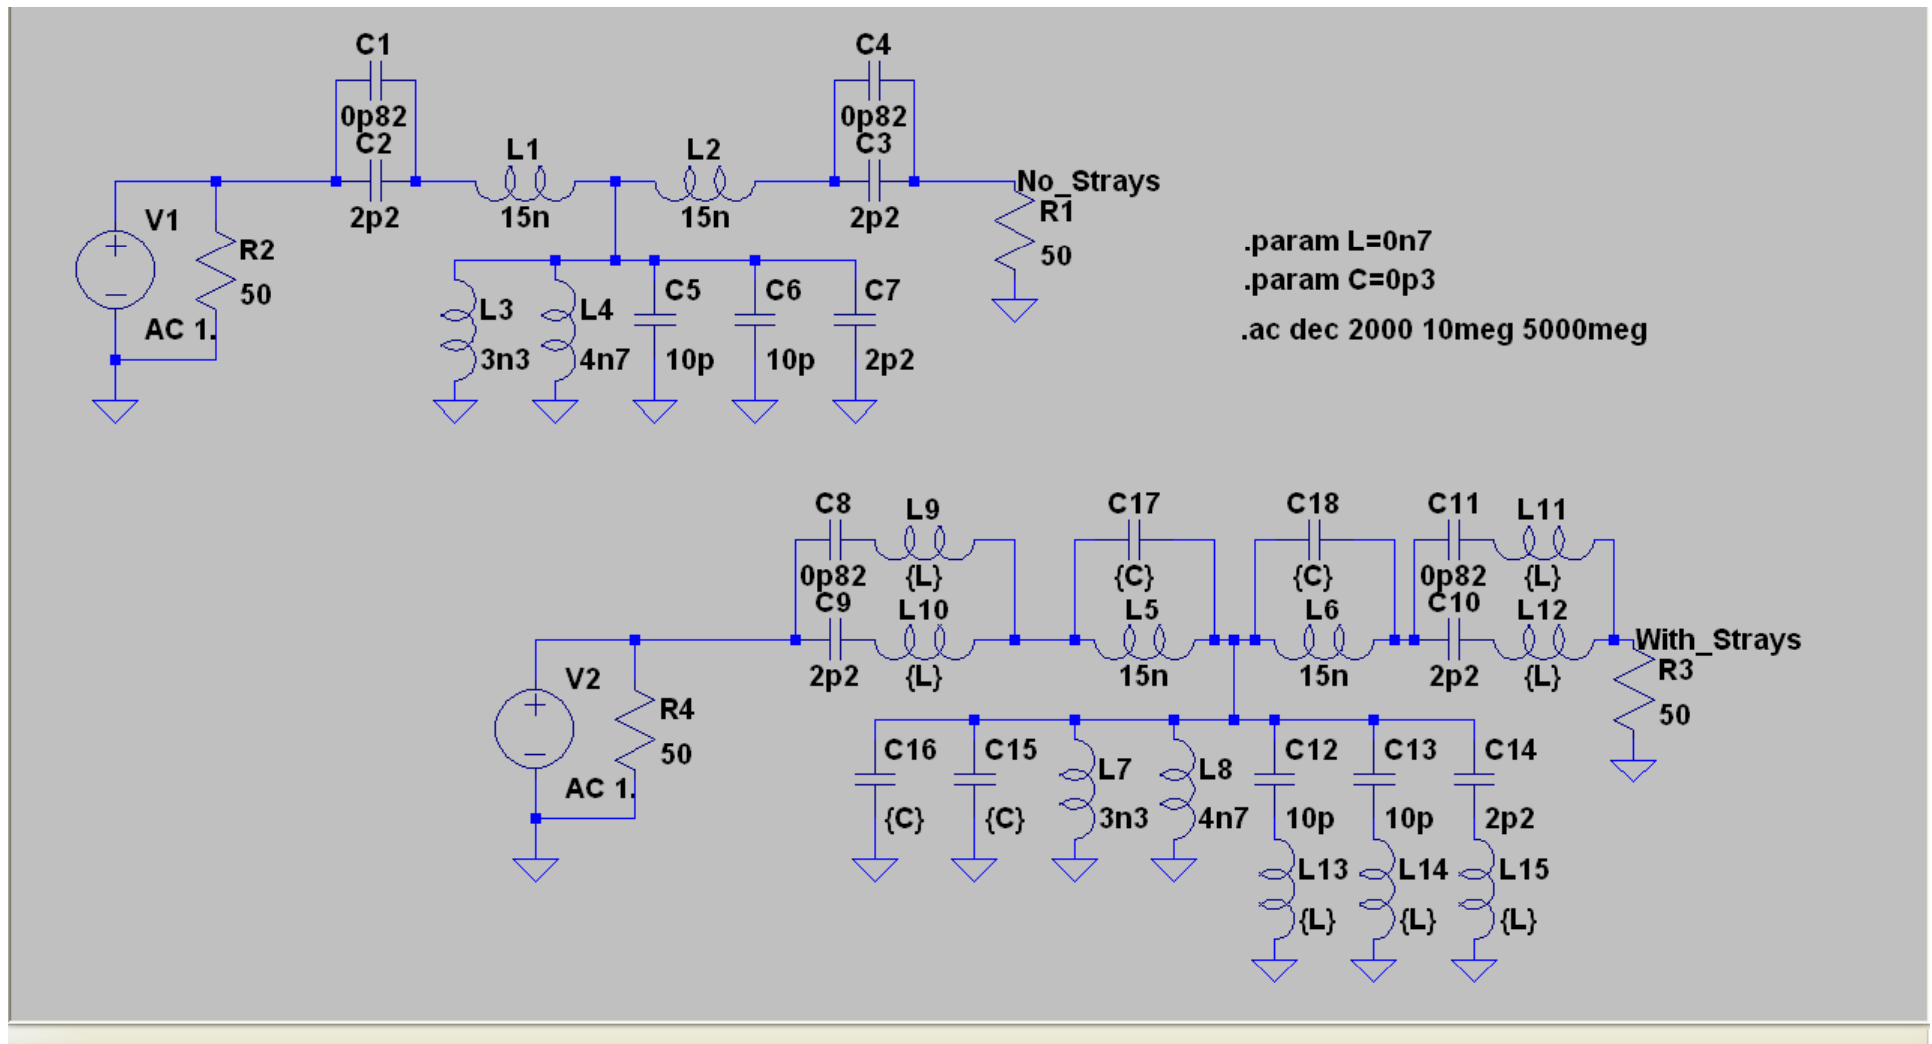 C1
C4
0p82
0p82
C2
C3
L1
L2
No_Strays
2p2
15n
15n
2p2
R1
V1
50
R2
50
AC 1.
L3
L4
C5
C6
C7
3n3
4n7
10p
10p
2p2
.param L=0n7
.param C=0p3
.ac dec 2000 10meg 5000meg
C8
L9
C17
C18
C11
L11
0p82
{L}
{C}
{C}
0p82
{L}
C9
L10
L5
L6
C10
L12
With_Strays
2p2
{L}
15n
15n
2p2
{L}
R3
V2
50
R4
50
AC 1.
C16
C15
L7
L8
C12
C13
C14
{C}
{C}
3n3
4n7
10p
10p
2p2
L13
L14
L15
{L}
{L}
{L}